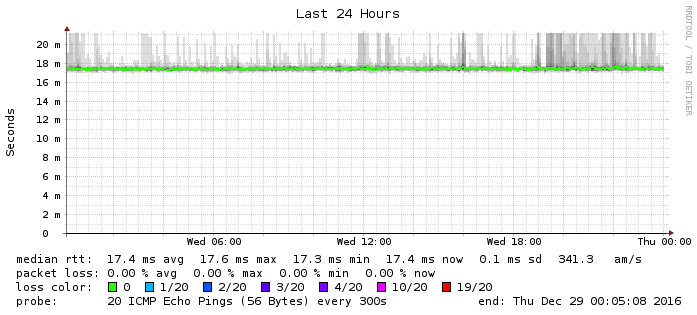 Last 24 Hours
RRDTOOL / TOBI OETIKER
Seconds
20 m
18 m
16 m
14 m
12 m
10 m
8 m
6 m
4 m
2 m
0
Wed 06:00 Wed 12:00 Wed 18:00 Thu 00:00
median rtt: 17.4 ms avg 17.6 ms max 17.3 ms min 17.4 ms now 0.1 ms sd 341.3 am/s
packet loss: 0.00 % avg 0.00 % max 0.00 % min 0.00 % now
loss color: 0 1/20 2/20 3/20 4/20 10/20 19/20
probe: 20 ICMP Echo Pings (56 Bytes) every 300s end: Thu Dec 29 00:05:08 2016